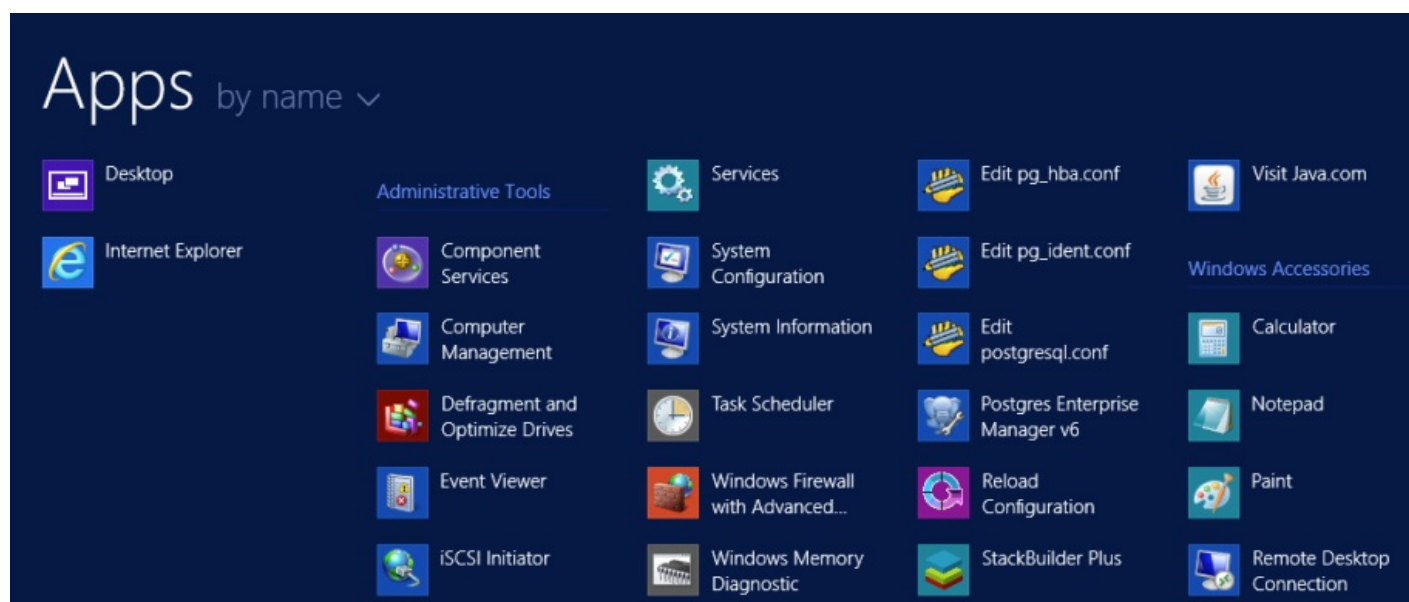 Apps by name
Desktop
Internet Explorer
Administrative Tools
Component
Services
Computer
Management
Defragment and
Optimize Drives
Event Viewer
iSCSI Initiator
Services
System
Configuration
System Information
Task Scheduler
Windows Firewall
with Advanced...
Windows Memory
Diagnostic
Edit pg_hba.conf
Edit pg_ident.conf
Edit
postgresql.conf
Postgres Enterprise
Manager v6
Reload
Configuration
StackBuilder Plus
Visit Java.com
Windows Accessories
Calculator
Notepad
Paint
Remote Desktop
Connection